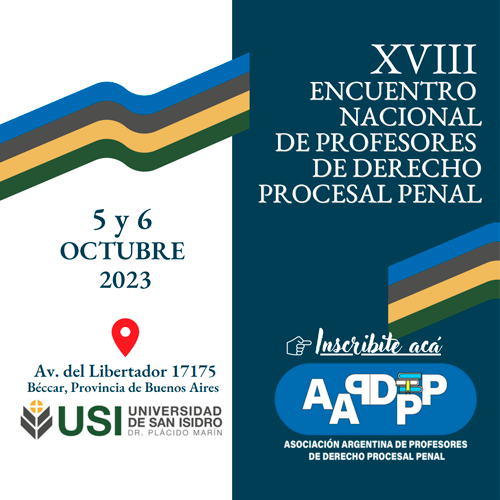 XVIII
ENCUENTRO
NACIONAL
DE PROFESORES
DE DERECHO
PROCESAL PENAL
5 y 6
OCTUBRE
2023
Av. del Libertador 17175
Béccar, Provincia de Buenos Aires
USI UNIVERSIDAD
DE SAN ISIDRO
DR. PLÁCIDO MARÍN
Inscribite acá
AAPDPP
ASOCIACIÓN ARGENTINA DE PROFESORES
DE DERECHO PROCESAL PENAL